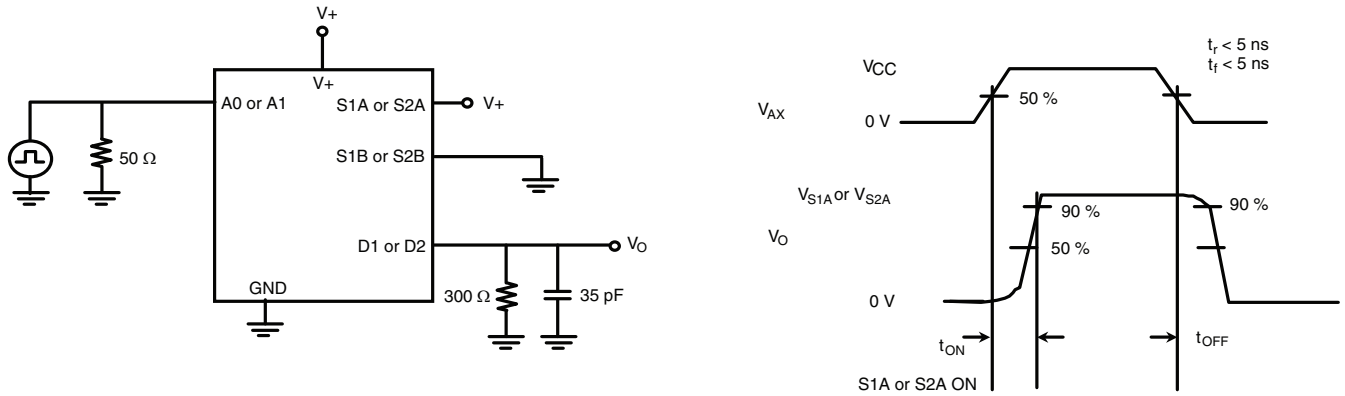 V+
V+
A0 or A1
S1A or S2A
V+
50 Ω
S1B or S2B
D1 or D2
VO
GND
300 Ω
35 pF
tr < 5 ns
tf < 5 ns
VCC
50 %
VAX
0 V
VS1A or VS2A
90 %
90 %
VO
50 %
0 V
tON
tOFF
S1A or S2A ON